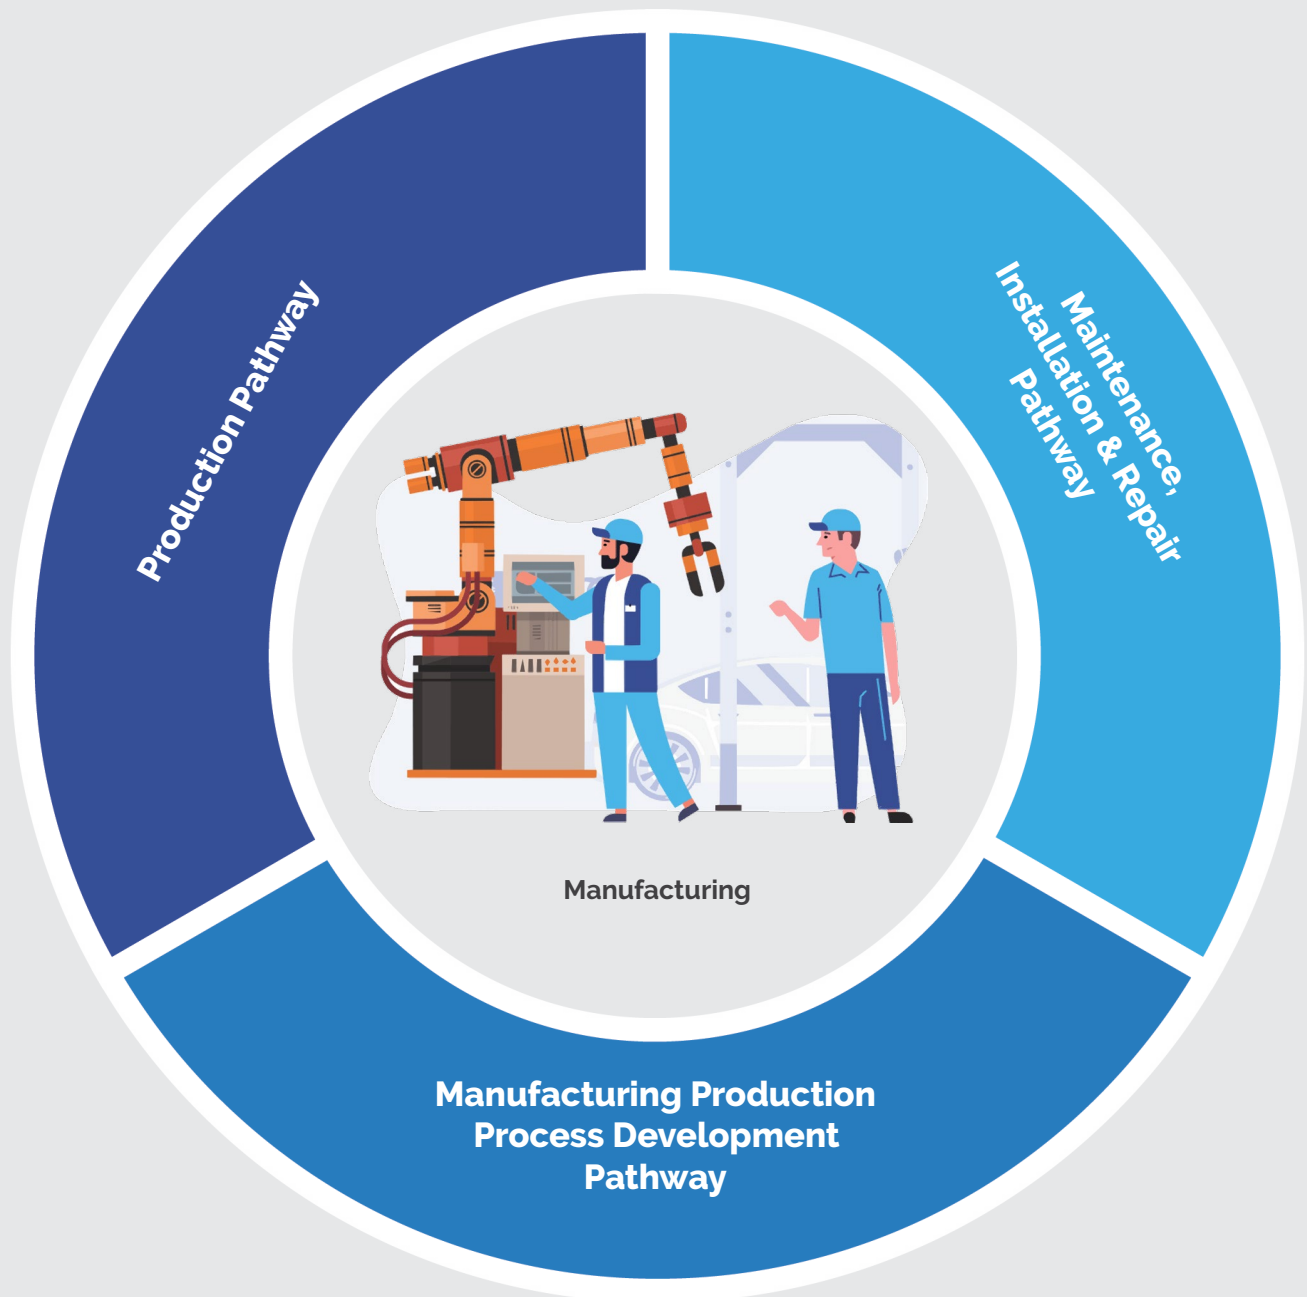 Production Pathway
Maintenance,
Installation & Repair
Pathway
Manufacturing
Manufacturing Production
Process Development
Pathway